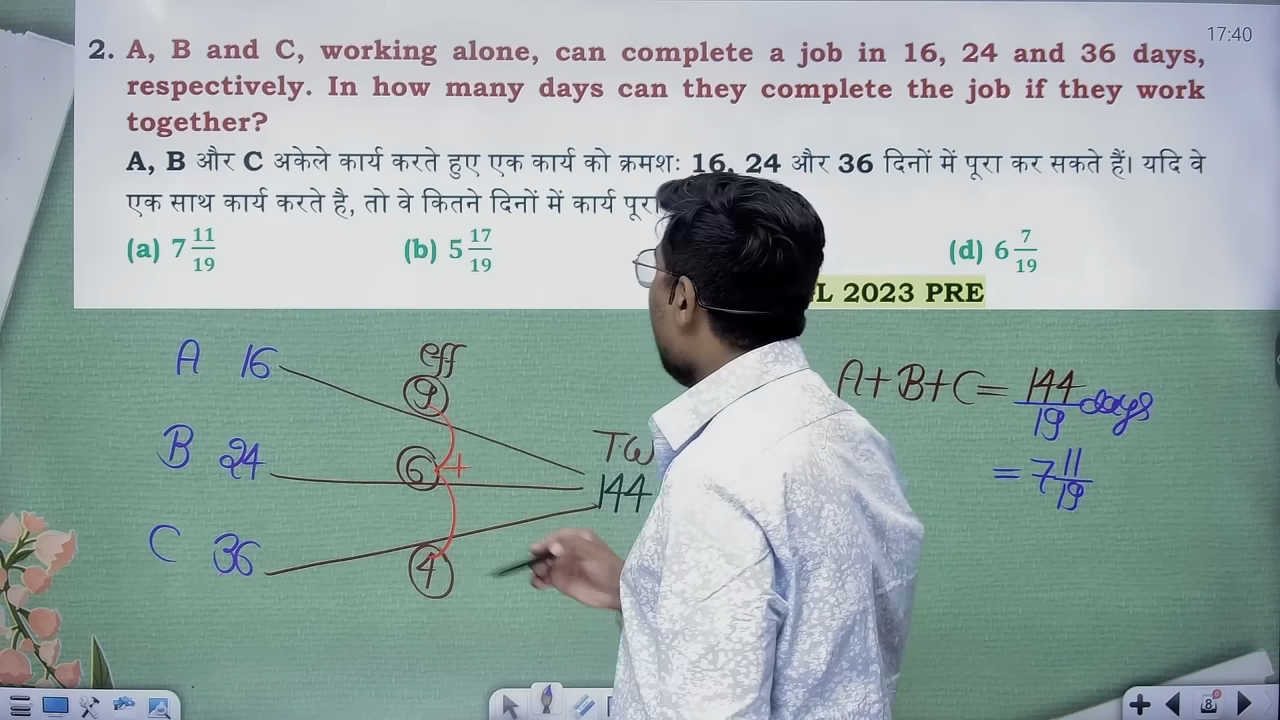 17:40
2. A, B and C, working alone, can complete a job in 16, 24 and 36 days,
respectively. In how many days can they complete the job if they work
together?
A, B और C अकेले कार्य करते हुए एक कार्य को क्रमशः 16, 24 और 36 दिनों में पूरा कर सकते हैं। यदि वे
एक साथ कार्य करते है, तो वे कितने दिनों में कार्य पूरा
(a) 7 11/19 (b) 5 17/19 (d) 6 7/19
L 2023 PRE
A 16 eff 9
B 24 6 +
C 36 4
T.W
144
A+B+C= 144/19 days
= 7 11/19
8